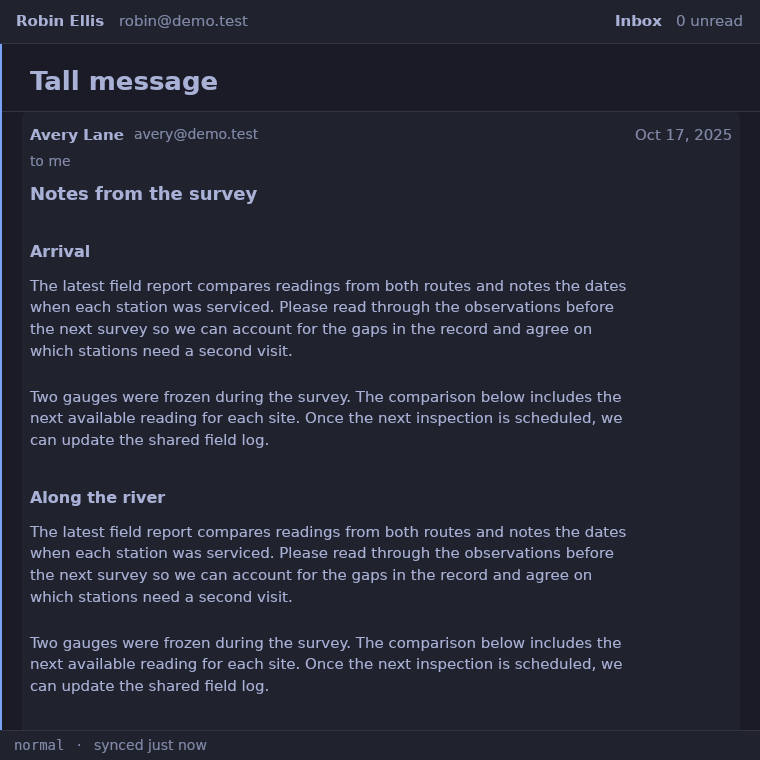 Robin Ellis robin@demo.test Inbox 0 unread
Tall message
Avery Lane avery@demo.test Oct 17, 2025
to me
Notes from the survey
Arrival
The latest field report compares readings from both routes and notes the dates
when each station was serviced. Please read through the observations before
the next survey so we can account for the gaps in the record and agree on
which stations need a second visit.
Two gauges were frozen during the survey. The comparison below includes the
next available reading for each site. Once the next inspection is scheduled, we
can update the shared field log.
Along the river
The latest field report compares readings from both routes and notes the dates
when each station was serviced. Please read through the observations before
the next survey so we can account for the gaps in the record and agree on
which stations need a second visit.
Two gauges were frozen during the survey. The comparison below includes the
next available reading for each site. Once the next inspection is scheduled, we
can update the shared field log.
normal · synced just now